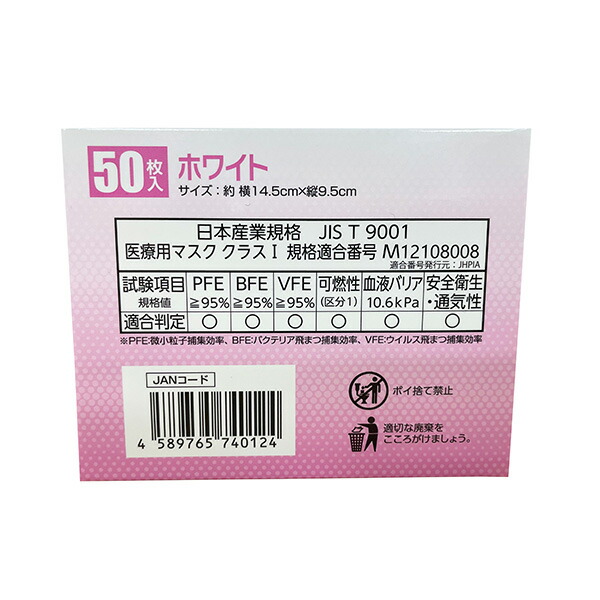 50枚入 ホワイト
サイズ：約 横14.5cm×縦9.5cm
日本産業規格 JIS T 9001
医療用マスク クラスⅠ 規格適合番号 M12108008
適合番号発行元：JHPIA
試験項目 PFE BFE VFE 可燃性 血液バリア 安全衛生
規格値 ≧95% ≧95% ≧95% (区分1) 10.6kPa ・通気性
適合判定 ○ ○ ○ ○ ○ ○
※PFE:微小粒子捕集効率、BFE:バクテリア飛まつ捕集効率、VFE:ウイルス飛まつ捕集効率
JANコード
4 589765 740124
ポイ捨て禁止
適切な廃棄を
こころがけましょう。